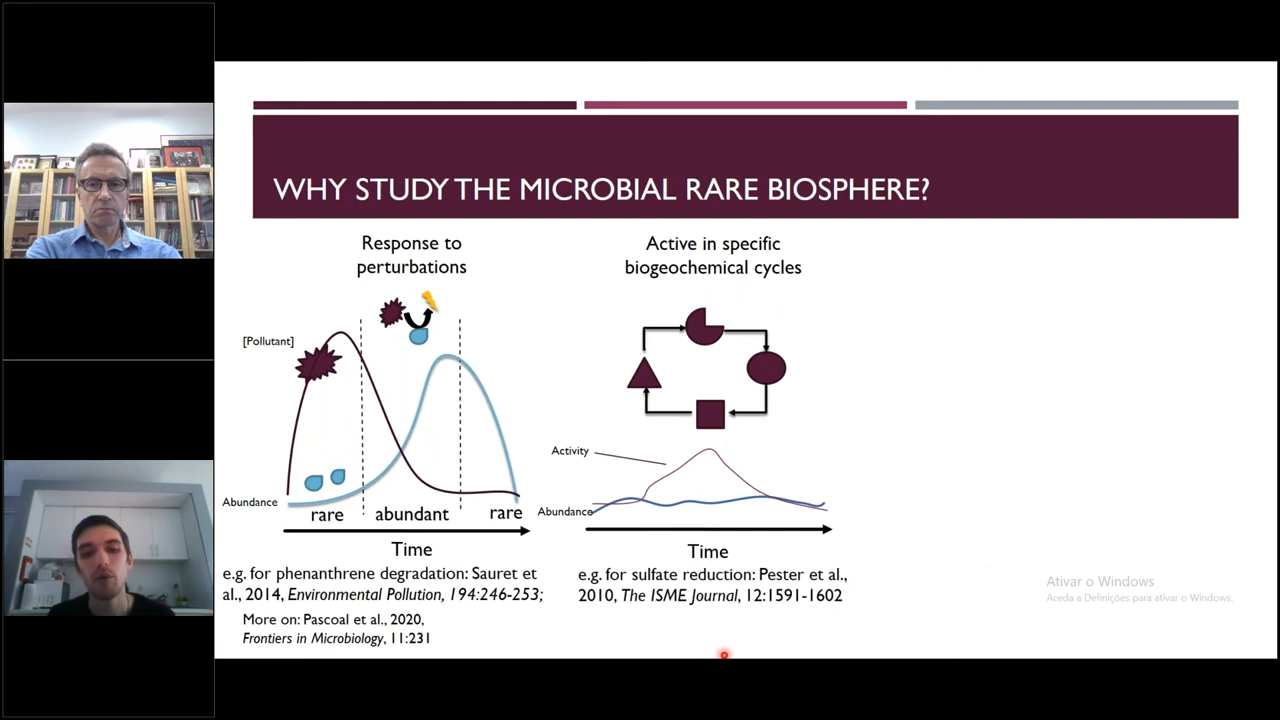 WHY STUDY THE MICROBIAL RARE BIOSPHERE?
Response to
perturbations
[Pollutant]
Abundance
rare
abundant
rare
Time
e.g. for phenanthrene degradation: Sauret et
al., 2014, Environmental Pollution, 194:246-253;
More on: Pascoal et al., 2020,
Frontiers in Microbiology, 11:231
Active in specific
biogeochemical cycles
Activity
Abundance
Time
e.g. for sulfate reduction: Pester et al.,
2010, The ISME Journal, 12:1591-1602
Ativar o Windows
Aceda a Definições para ativar o Windows.